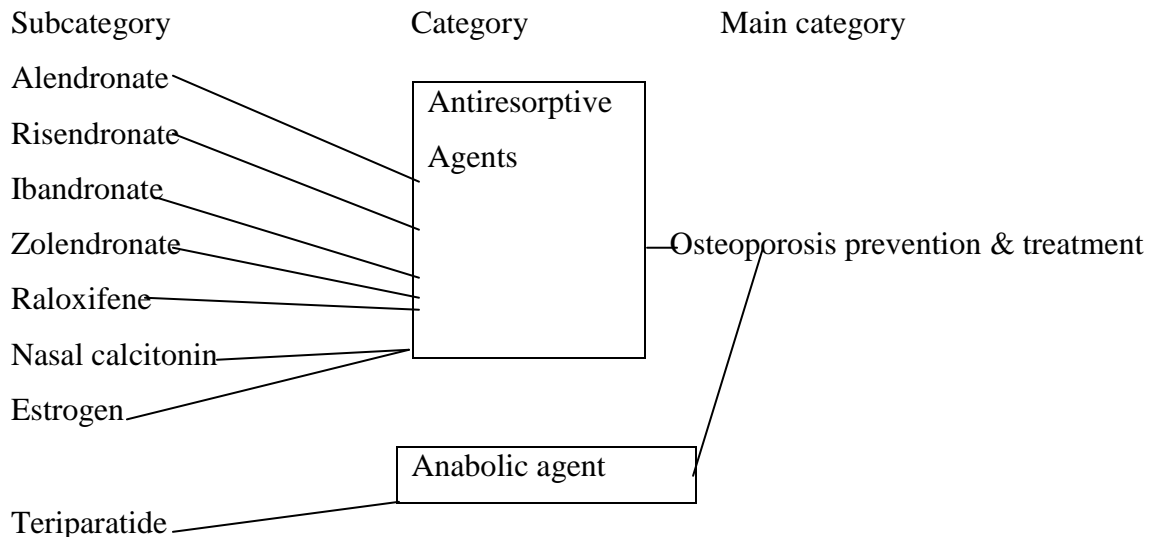 Subcategory Category Main category
Alendronate
Antiresorptive
Risendronate
Agents
Ibandronate
Zolendronate
Osteoporosis prevention & treatment
Raloxifene
Nasal calcitonin
Estrogen
Anabolic agent
Teriparatide